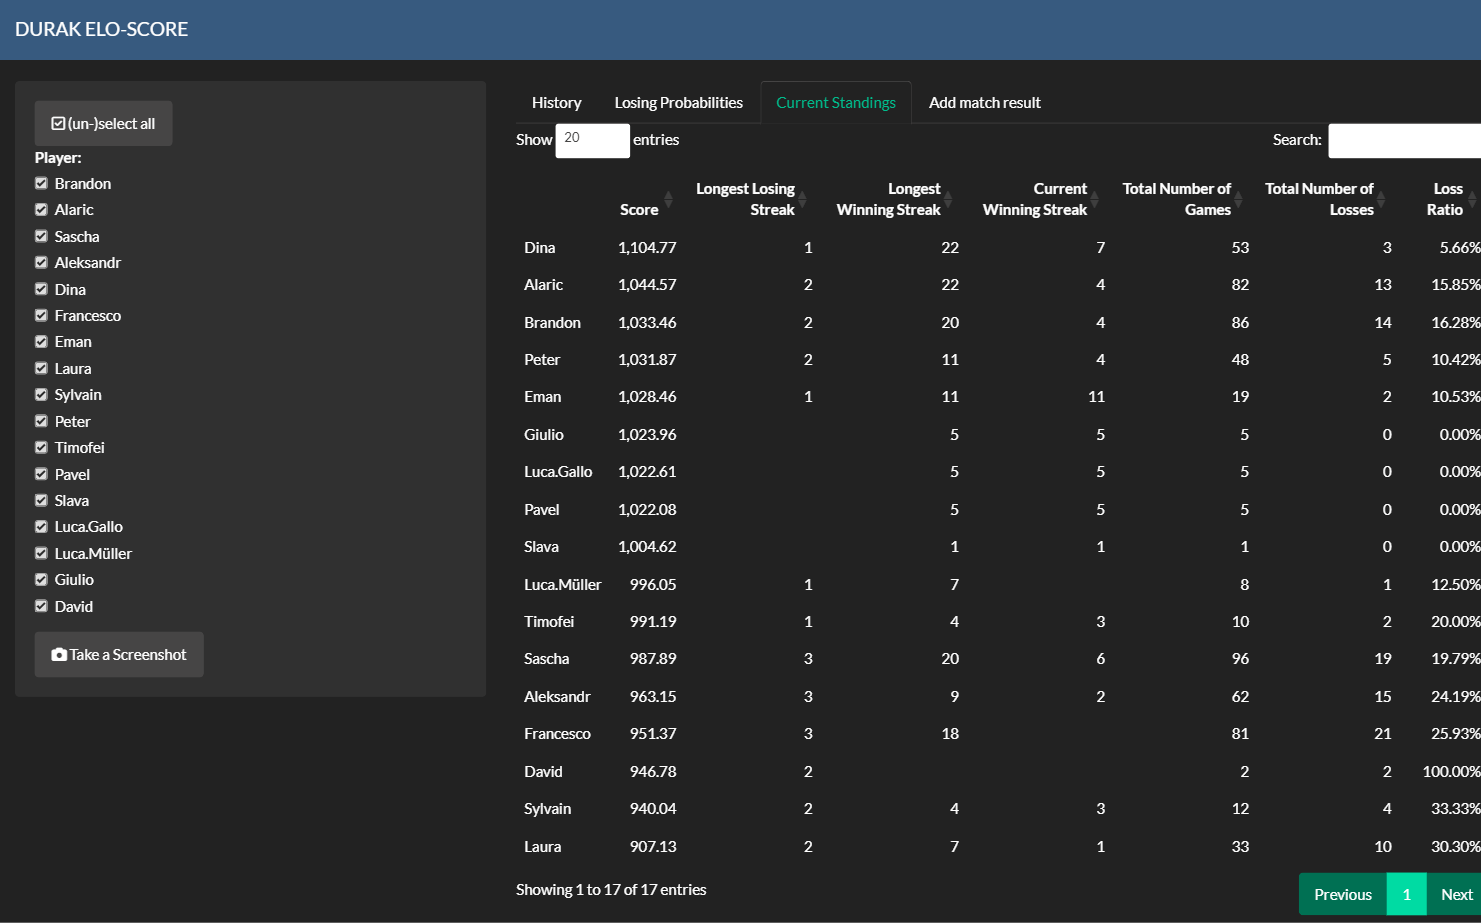 DURAK ELO-SCORE
(un-)select all
Player:
Brandon
Alaric
Sascha
Aleksandr
Dina
Francesco
Eman
Laura
Sylvain
Peter
Timofei
Pavel
Slava
Luca.Gallo
Luca.Müller
Giulio
David
Take a Screenshot
History Losing Probabilities Current Standings Add match result
Show 20 entries Search:
Score Longest Losing Streak Longest Winning Streak Current Winning Streak Total Number of Games Total Number of Losses Loss Ratio
Dina 1,104.77 1 22 7 53 3 5.66%
Alaric 1,044.57 2 22 4 82 13 15.85%
Brandon 1,033.46 2 20 4 86 14 16.28%
Peter 1,031.87 2 11 4 48 5 10.42%
Eman 1,028.46 1 11 11 19 2 10.53%
Giulio 1,023.96 5 5 5 0 0.00%
Luca.Gallo 1,022.61 5 5 5 0 0.00%
Pavel 1,022.08 5 5 5 0 0.00%
Slava 1,004.62 1 1 1 0 0.00%
Luca.Müller 996.05 1 7 8 1 12.50%
Timofei 991.19 1 4 3 10 2 20.00%
Sascha 987.89 3 20 6 96 19 19.79%
Aleksandr 963.15 3 9 2 62 15 24.19%
Francesco 951.37 3 18 81 21 25.93%
David 946.78 2 2 2 100.00%
Sylvain 940.04 2 4 3 12 4 33.33%
Laura 907.13 2 7 1 33 10 30.30%
Showing 1 to 17 of 17 entries
Previous 1 Next